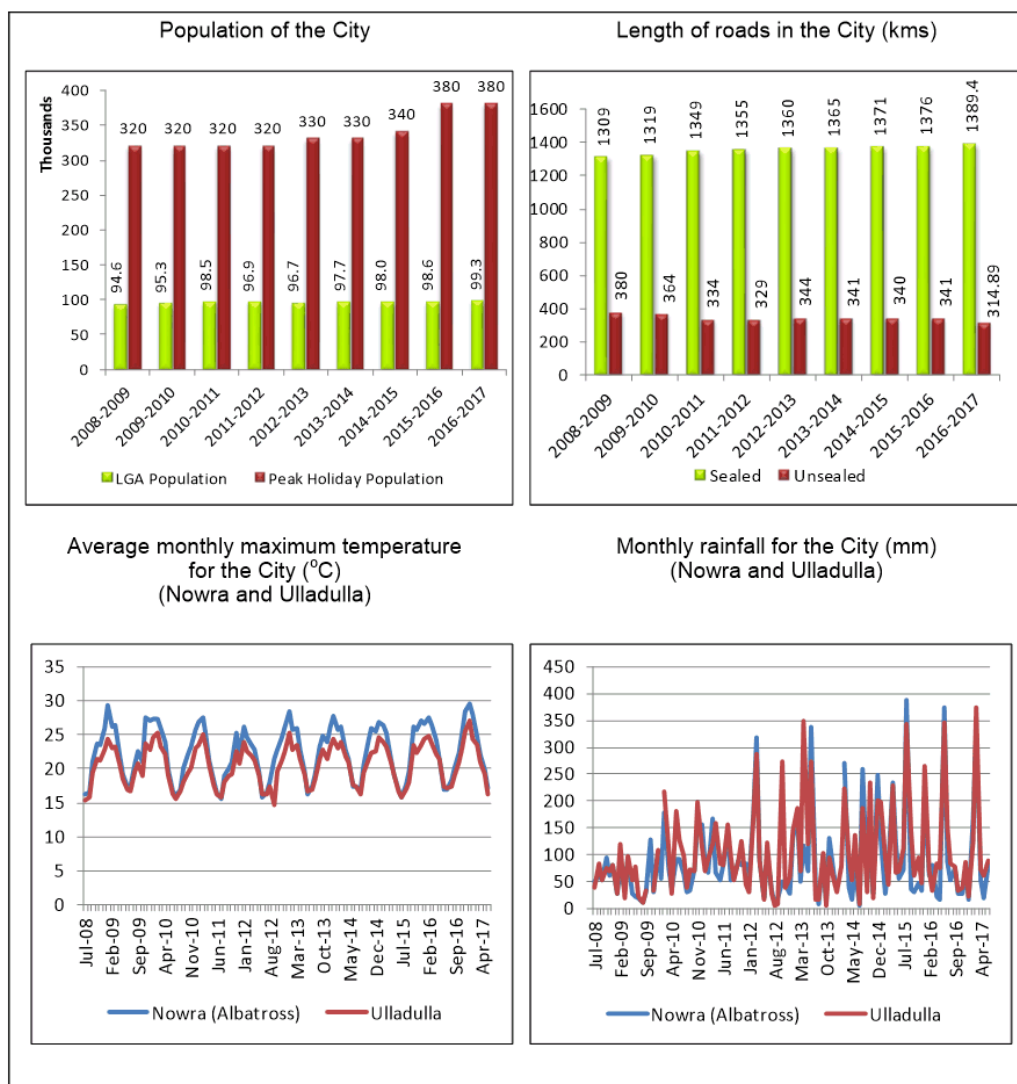 Population of the City
Thousands
400
350
300
250
200
150
100
50
0
320
320
320
320
330
330
340
380
380
94.6
95.3
98.5
96.9
96.7
97.7
98.0
98.6
99.3
2008-2009
2009-2010
2010-2011
2011-2012
2012-2013
2013-2014
2014-2015
2015-2016
2016-2017
LGA Population
Peak Holiday Population
Length of roads in the City (kms)
1600
1400
1200
1000
800
600
400
200
0
1309
1319
1349
1355
1360
1365
1371
1376
1389.4
380
364
334
329
344
341
340
341
314.89
2008-2009
2009-2010
2010-2011
2011-2012
2012-2013
2013-2014
2014-2015
2015-2016
2016-2017
Sealed
Unsealed
Average monthly maximum temperature
for the City (°C)
(Nowra and Ulladulla)
35
30
25
20
15
10
5
0
Jul-08
Feb-09
Sep-09
Apr-10
Nov-10
Jun-11
Jan-12
Aug-12
Mar-13
Oct-13
May-14
Dec-14
Jul-15
Feb-16
Sep-16
Apr-17
Nowra (Albatross)
Ulladulla
Monthly rainfall for the City (mm)
(Nowra and Ulladulla)
450
400
350
300
250
200
150
100
50
0
Jul-08
Feb-09
Sep-09
Apr-10
Nov-10
Jun-11
Jan-12
Aug-12
Mar-13
Oct-13
May-14
Dec-14
Jul-15
Feb-16
Sep-16
Apr-17
Nowra (Albatross)
Ulladulla